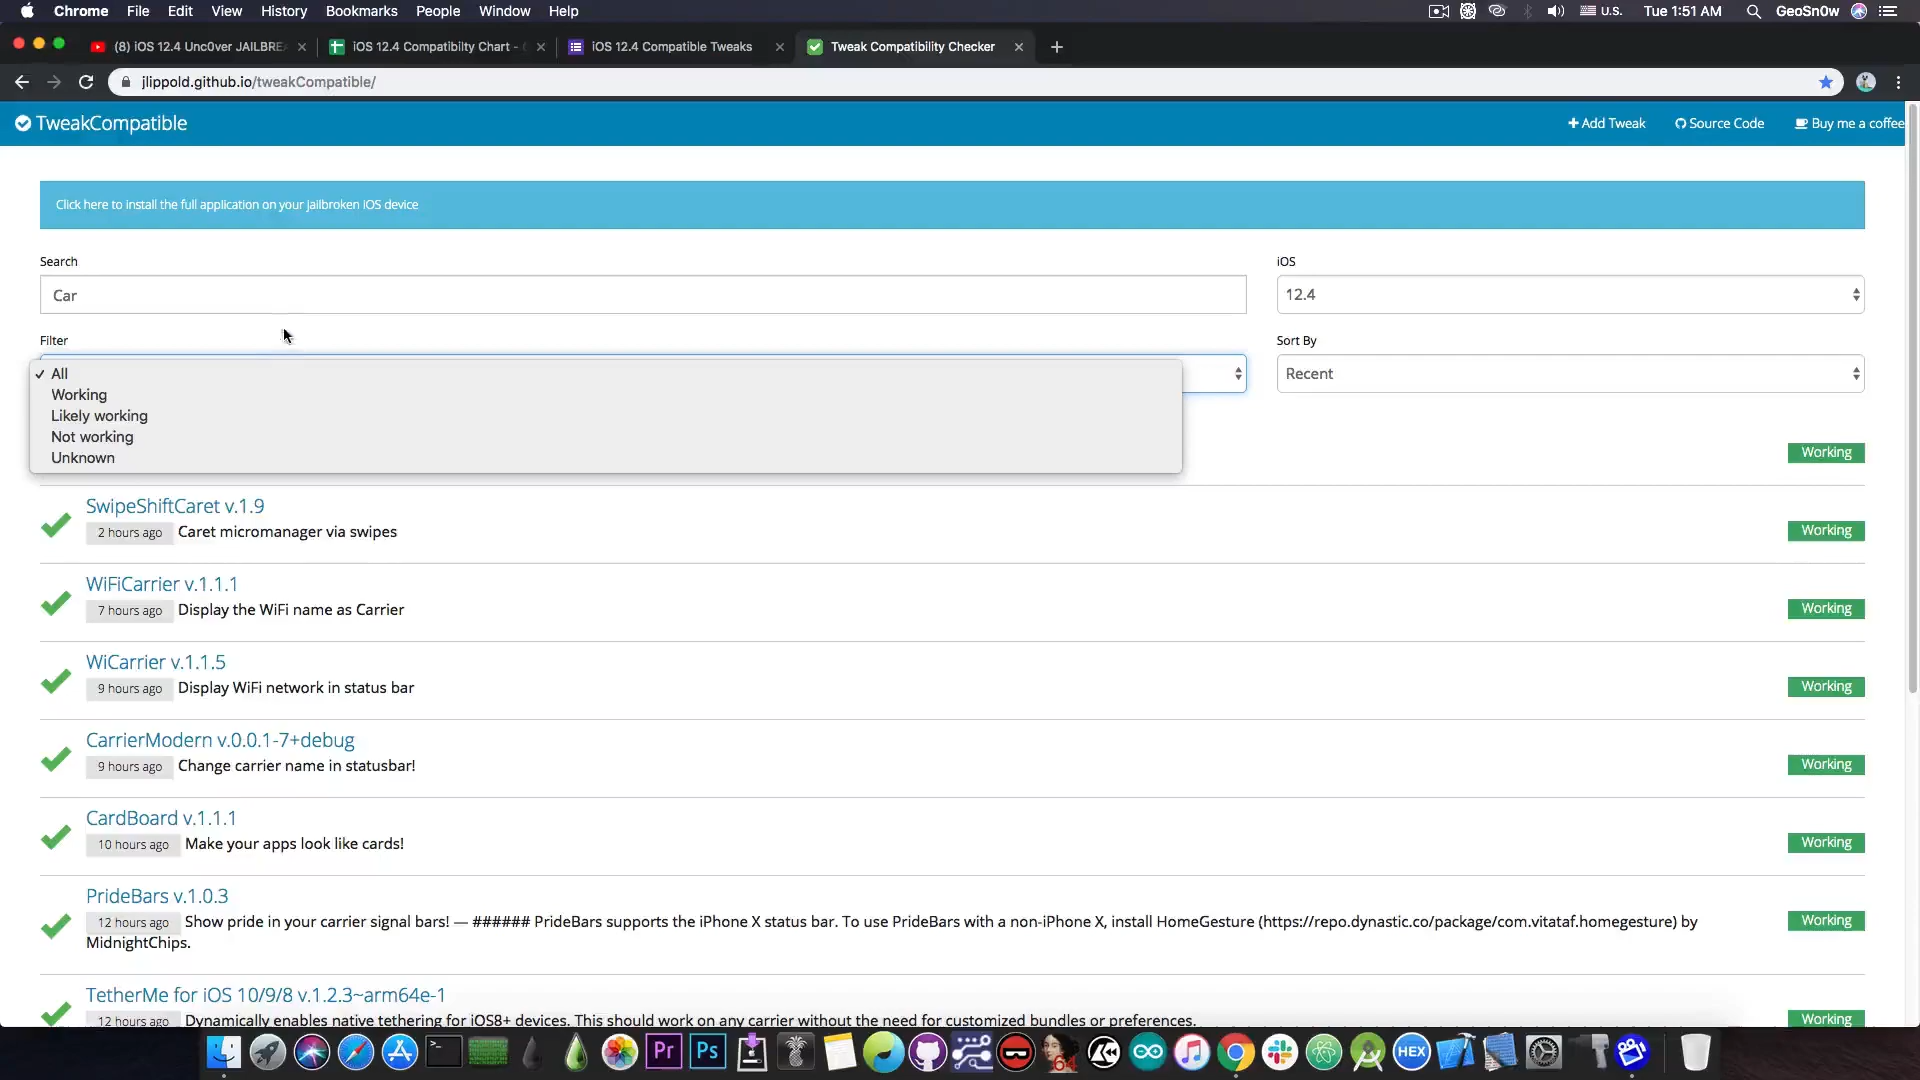 Chrome File Edit View History Bookmarks People Window Help U.S. Tue 1:51 AM GeoSn0w
(8) iOS 12.4 Unc0ver JAILBREA
iOS 12.4 Compatibilty Chart -
iOS 12.4 Compatible Tweaks
Tweak Compatibility Checker
jlippold.github.io/tweakCompatible/
TweakCompatible
Add Tweak Source Code Buy me a coffee
Click here to install the full application on your jailbroken iOS device
Search
iOS
Car
12.4
Filter
Sort By
All
Recent
Working
Likely working
Not working
Unknown
Working
SwipeShiftCaret v.1.9
2 hours ago Caret micromanager via swipes
Working
WiFiCarrier v.1.1.1
7 hours ago Display the WiFi name as Carrier
Working
WiCarrier v.1.1.5
9 hours ago Display WiFi network in status bar
Working
CarrierModern v.0.0.1-7+debug
9 hours ago Change carrier name in statusbar!
Working
CardBoard v.1.1.1
10 hours ago Make your apps look like cards!
Working
PrideBars v.1.0.3
12 hours ago Show pride in your carrier signal bars! — ###### PrideBars supports the iPhone X status bar. To use PrideBars with a non-iPhone X, install HomeGesture (https://repo.dynastic.co/package/com.vitataf.homegesture) by
MidnightChips.
Working
TetherMe for iOS 10/9/8 v.1.2.3~arm64e-1
12 hours ago Dynamically enables native tethering for iOS8+ devices. This should work on any carrier without the need for customized bundles or preferences.
Working
Pr Ps 64 HEX